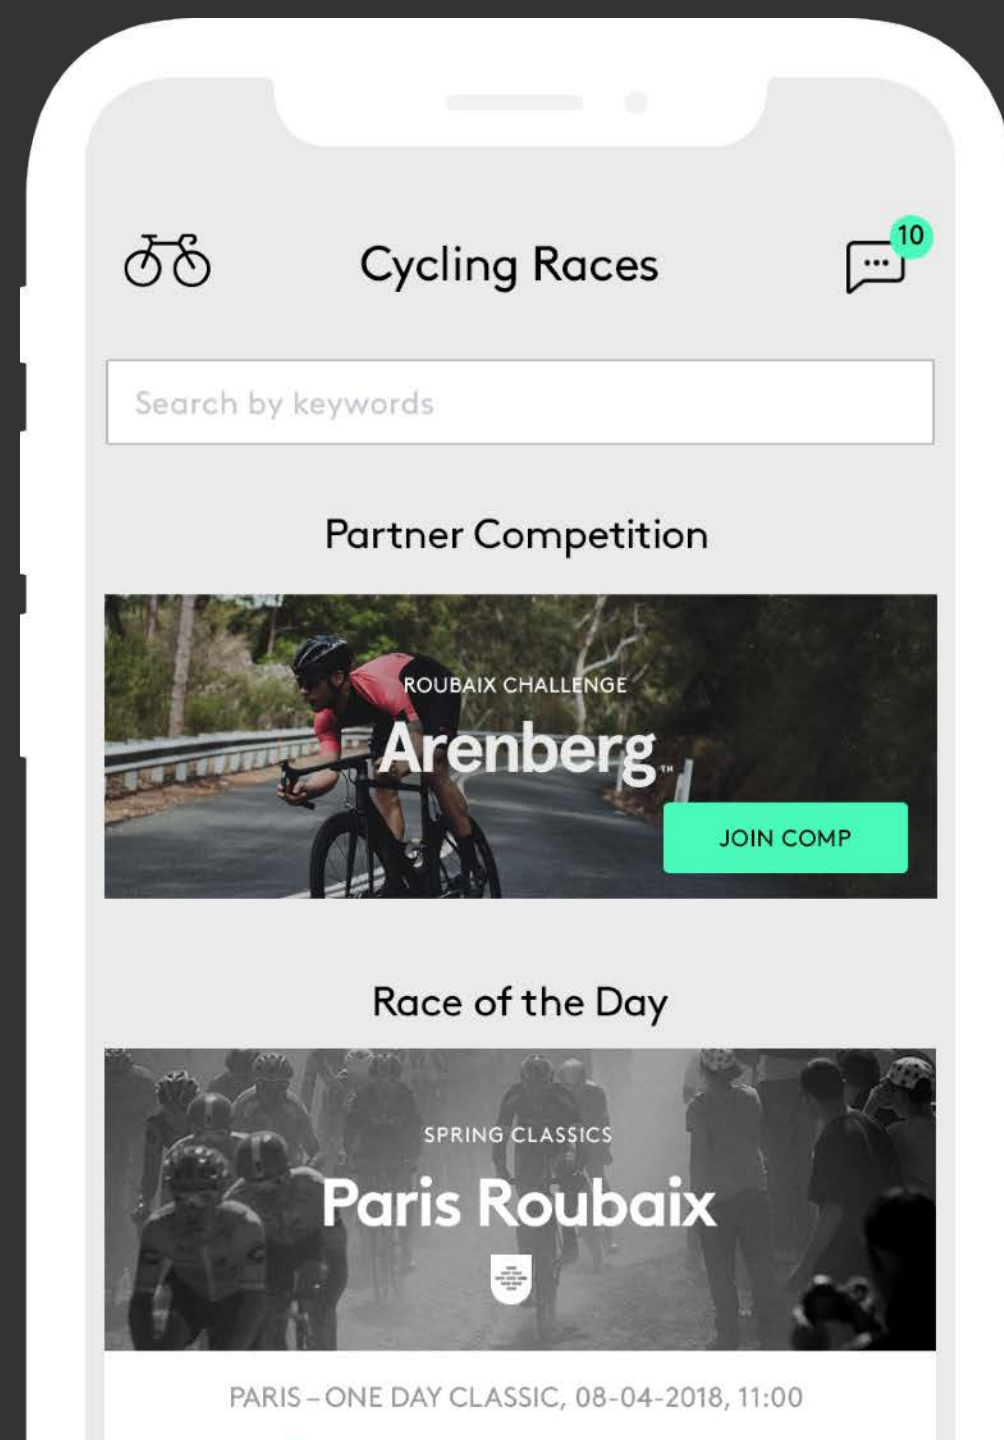 10
Cycling Races
Search by keywords
Partner Competition
ROUBAIX CHALLENGE
Arenberg™
JOIN COMP
Race of the Day
SPRING CLASSICS
Paris Roubaix
PARIS – ONE DAY CLASSIC, 08-04-2018, 11:00